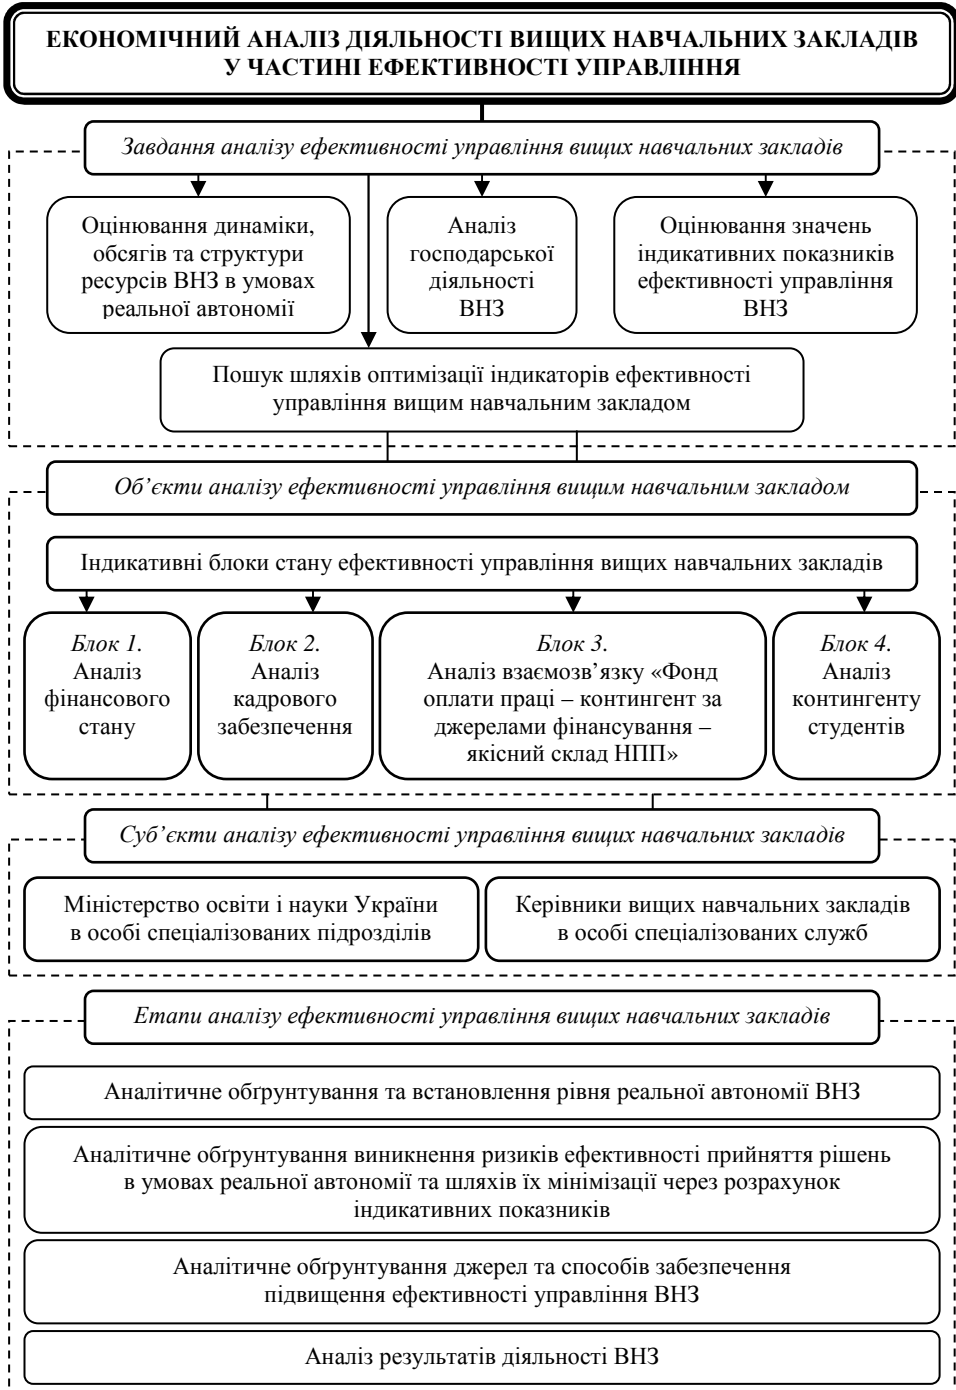 ЕКОНОМІЧНИЙ АНАЛІЗ ДІЯЛЬНОСТІ ВИЩИХ НАВЧАЛЬНИХ ЗАКЛАДІВ
У ЧАСТИНІ ЕФЕКТИВНОСТІ УПРАВЛІННЯ
Завдання аналізу ефективності управління вищих навчальних закладів
Оцінювання динаміки,
обсягів та структури
ресурсів ВНЗ в умовах
реальної автономії
Аналіз
господарської
діяльності
ВНЗ
Оцінювання значень
індикативних показників
ефективності управління
ВНЗ
Пошук шляхів оптимізації індикаторів ефективності
управління вищим навчальним закладом
Об’єкти аналізу ефективності управління вищим навчальним закладом
Індикативні блоки стану ефективності управління вищих навчальних закладів
Блок 1.
Аналіз
фінансового
стану
Блок 2.
Аналіз
кадрового
забезпечення
Блок 3.
Аналіз взаємозв’язку «Фонд
оплати праці – контингент за
джерелами фінансування –
якісний склад НПП»
Блок 4.
Аналіз
контингенту
студентів
Суб’єкти аналізу ефективності управління вищих навчальних закладів
Міністерство освіти і науки України
в особі спеціалізованих підрозділів
Керівники вищих навчальних закладів
в особі спеціалізованих служб
Етапи аналізу ефективності управління вищих навчальних закладів
Аналітичне обґрунтування та встановлення рівня реальної автономії ВНЗ
Аналітичне обґрунтування виникнення ризиків ефективності прийняття рішень
в умовах реальної автономії та шляхів їх мінімізації через розрахунок
індикативних показників
Аналітичне обґрунтування джерел та способів забезпечення
підвищення ефективності управління ВНЗ
Аналіз результатів діяльності ВНЗ